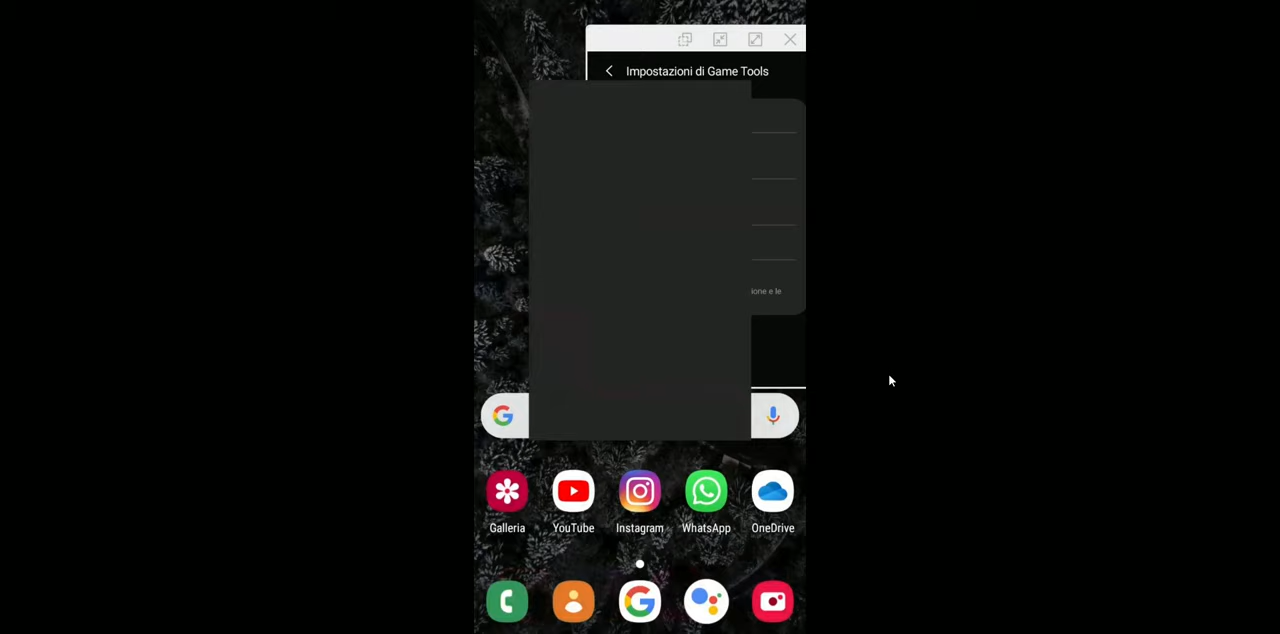 Impostazioni di Game Tools
ione e le
Galleria
YouTube
Instagram
WhatsApp
OneDrive